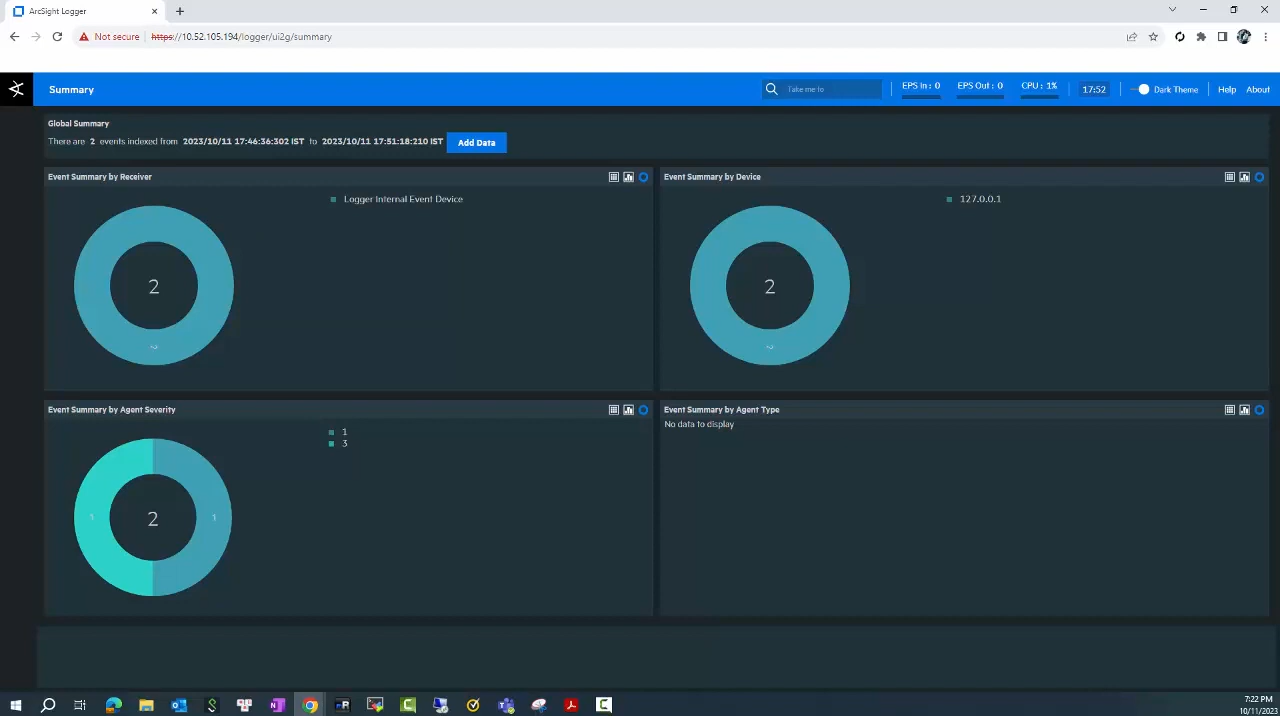 ArcSight Logger
Not secure https://10.52.105.194/logger/ui2g/summary
Summary
Take me to
EPS In : 0
EPS Out : 0
CPU : 1%
17:52
Dark Theme
Help
About
Global Summary
There are 2 events indexed from 2023/10/11 17:46:36:302 IST to 2023/10/11 17:51:18:210 IST Add Data
Event Summary by Receiver
Logger Internal Event Device
2
Event Summary by Device
127.0.0.1
2
Event Summary by Agent Severity
1
3
1
2
1
Event Summary by Agent Type
No data to display
7:22 PM
10/11/2023